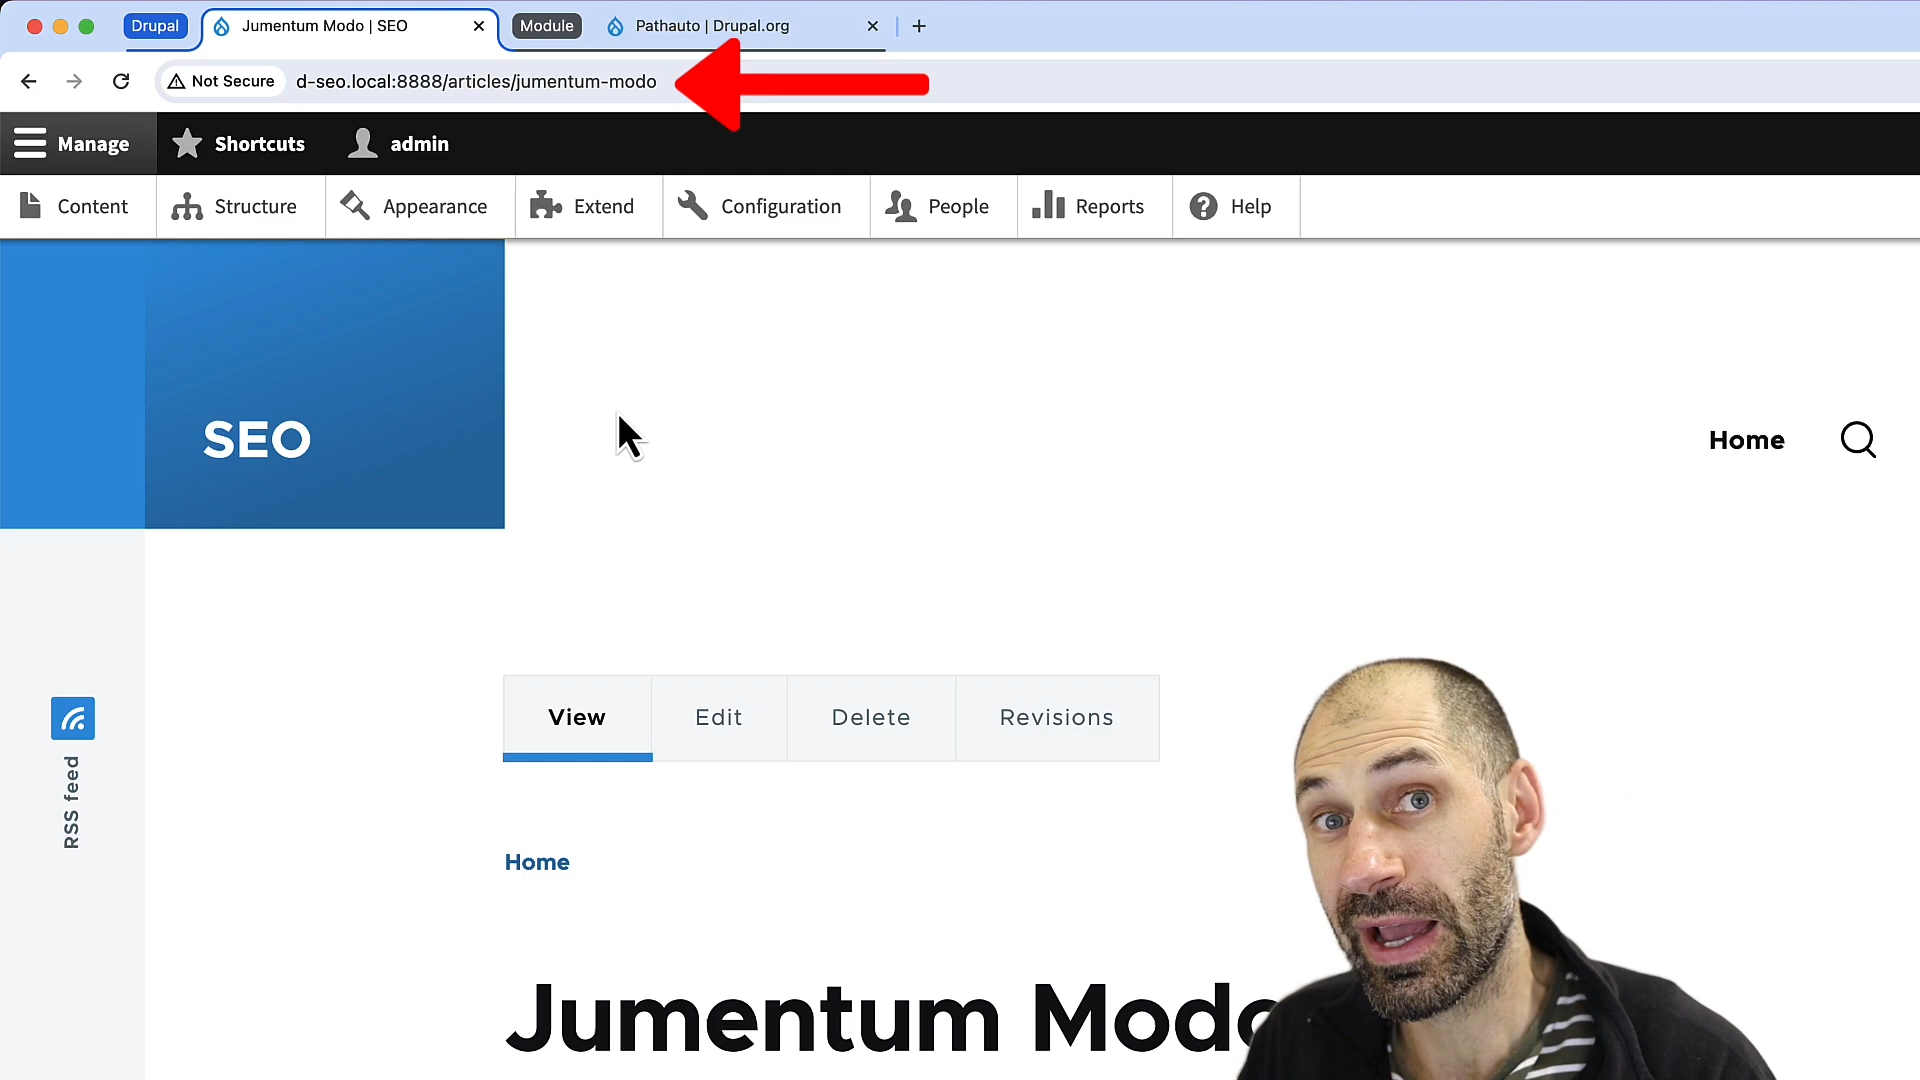 Drupal
Jumentum Modo | SEO
Module
Pathauto | Drupal.org
Not Secure
d-seo.local:8888/articles/jumentum-modo
Manage
Shortcuts
admin
Content
Structure
Appearance
Extend
Configuration
People
Reports
Help
SEO
Home
View
Edit
Delete
Revisions
RSS feed
Home
Jumentum Modo